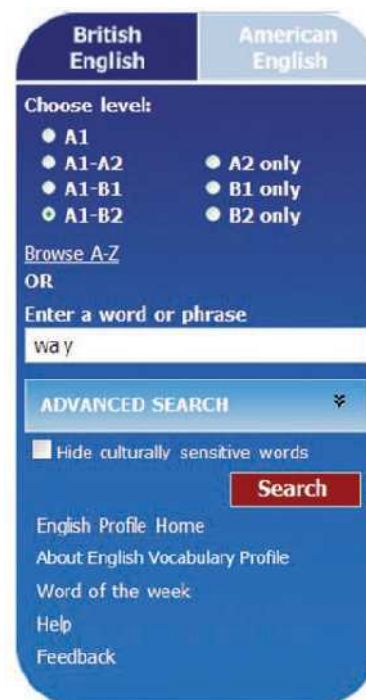 British English
American English
Choose level:
A1
A1-A2
A2 only
A1-B1
B1 only
A1-B2
B2 only
Browse A-Z
OR
Enter a word or phrase
way
ADVANCED SEARCH
Hide culturally sensitive words
Search
English Profile Home
About English Vocabulary Profile
Word of the week
Help
Feedback